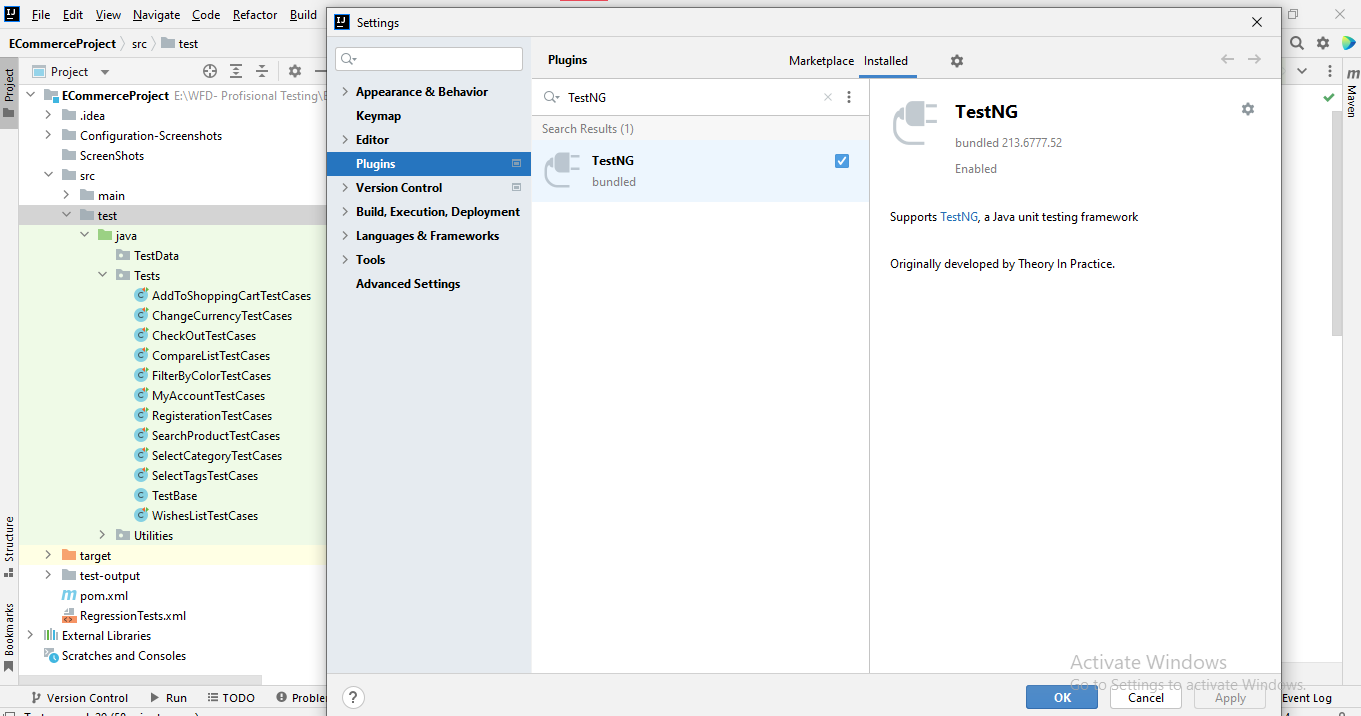 File Edit View Navigate Code Refactor Build
Settings
ECommerceProject src test
Project
ECommerceProject E:\WFD- Profisional Testing\
.idea
Configuration-Screenshots
ScreenShots
src
main
test
java
TestData
Tests
AddToShoppingCartTestCases
ChangeCurrencyTestCases
CheckOutTestCases
CompareListTestCases
FilterByColorTestCases
MyAccountTestCases
RegisterationTestCases
SearchProductTestCases
SelectCategoryTestCases
SelectTagsTestCases
TestBase
WishesListTestCases
Utilities
target
test-output
pom.xml
RegressionTests.xml
External Libraries
Scratches and Consoles
Project
Structure
Bookmarks
Appearance & Behavior
Keymap
Editor
Plugins
Version Control
Build, Execution, Deployment
Languages & Frameworks
Tools
Advanced Settings
Plugins
Marketplace Installed
TestNG
Search Results (1)
TestNG
bundled
TestNG
bundled 213.6777.52
Enabled
Supports TestNG, a Java unit testing framework
Originally developed by Theory In Practice.
Maven
Activate Windows
Go to Settings to activate Windows.
? OK Cancel Apply
Version Control Run TODO Proble
Event Log